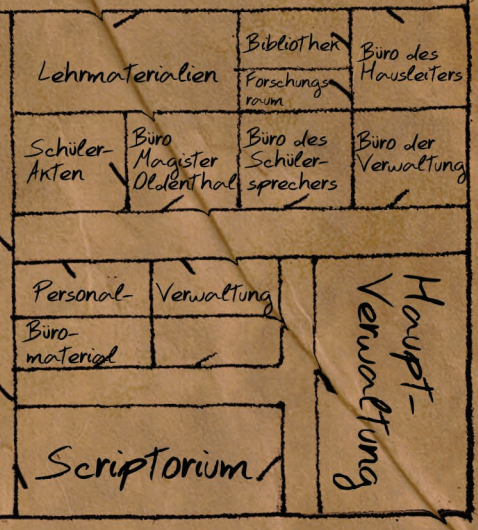 Lehrmaterialien
Bibliothek
Forschungs
raum
Büro des
Hausleiters
Schüler-
Akten
Büro
Magister
Oldenthal
Büro des
Schüler-
sprechers
Büro der
Verwaltung
Personal-
Verwaltung
Büro-
material
Haupt-
Verwaltung
Scriptorium